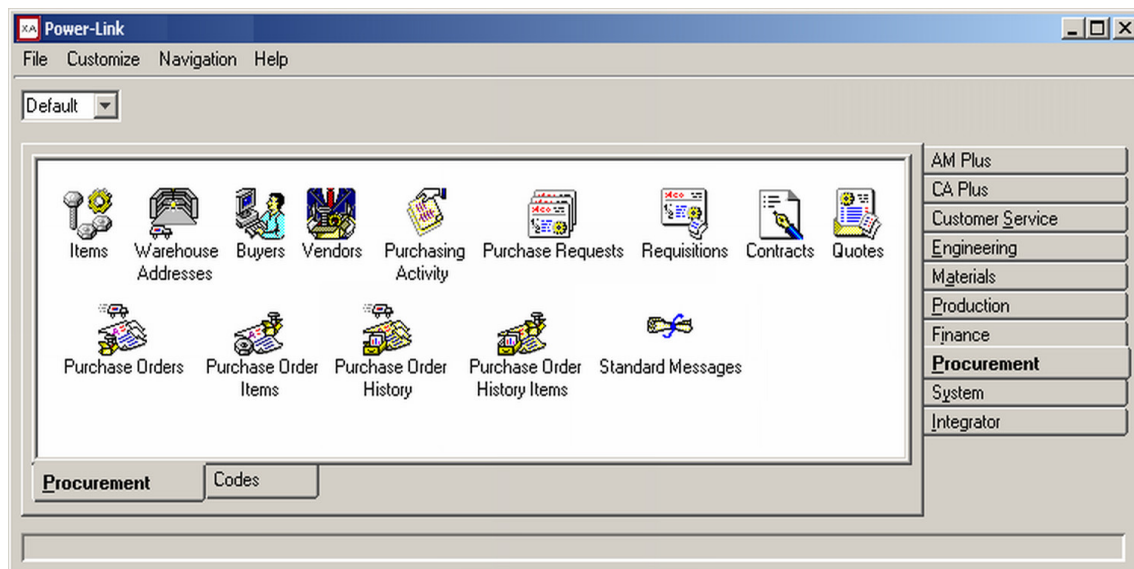 XA Power-Link
File Customize Navigation Help
Default
AM Plus
CA Plus
Customer Service
Engineering
Materials
Production
Finance
Procurement
System
Integrator
Items Warehouse Buyers Vendors Purchasing Purchase Requests Requisitions Contracts Quotes
Addresses Activity
Purchase Orders Purchase Order Purchase Order Purchase Order Standard Messages
Items History History Items
Procurement Codes